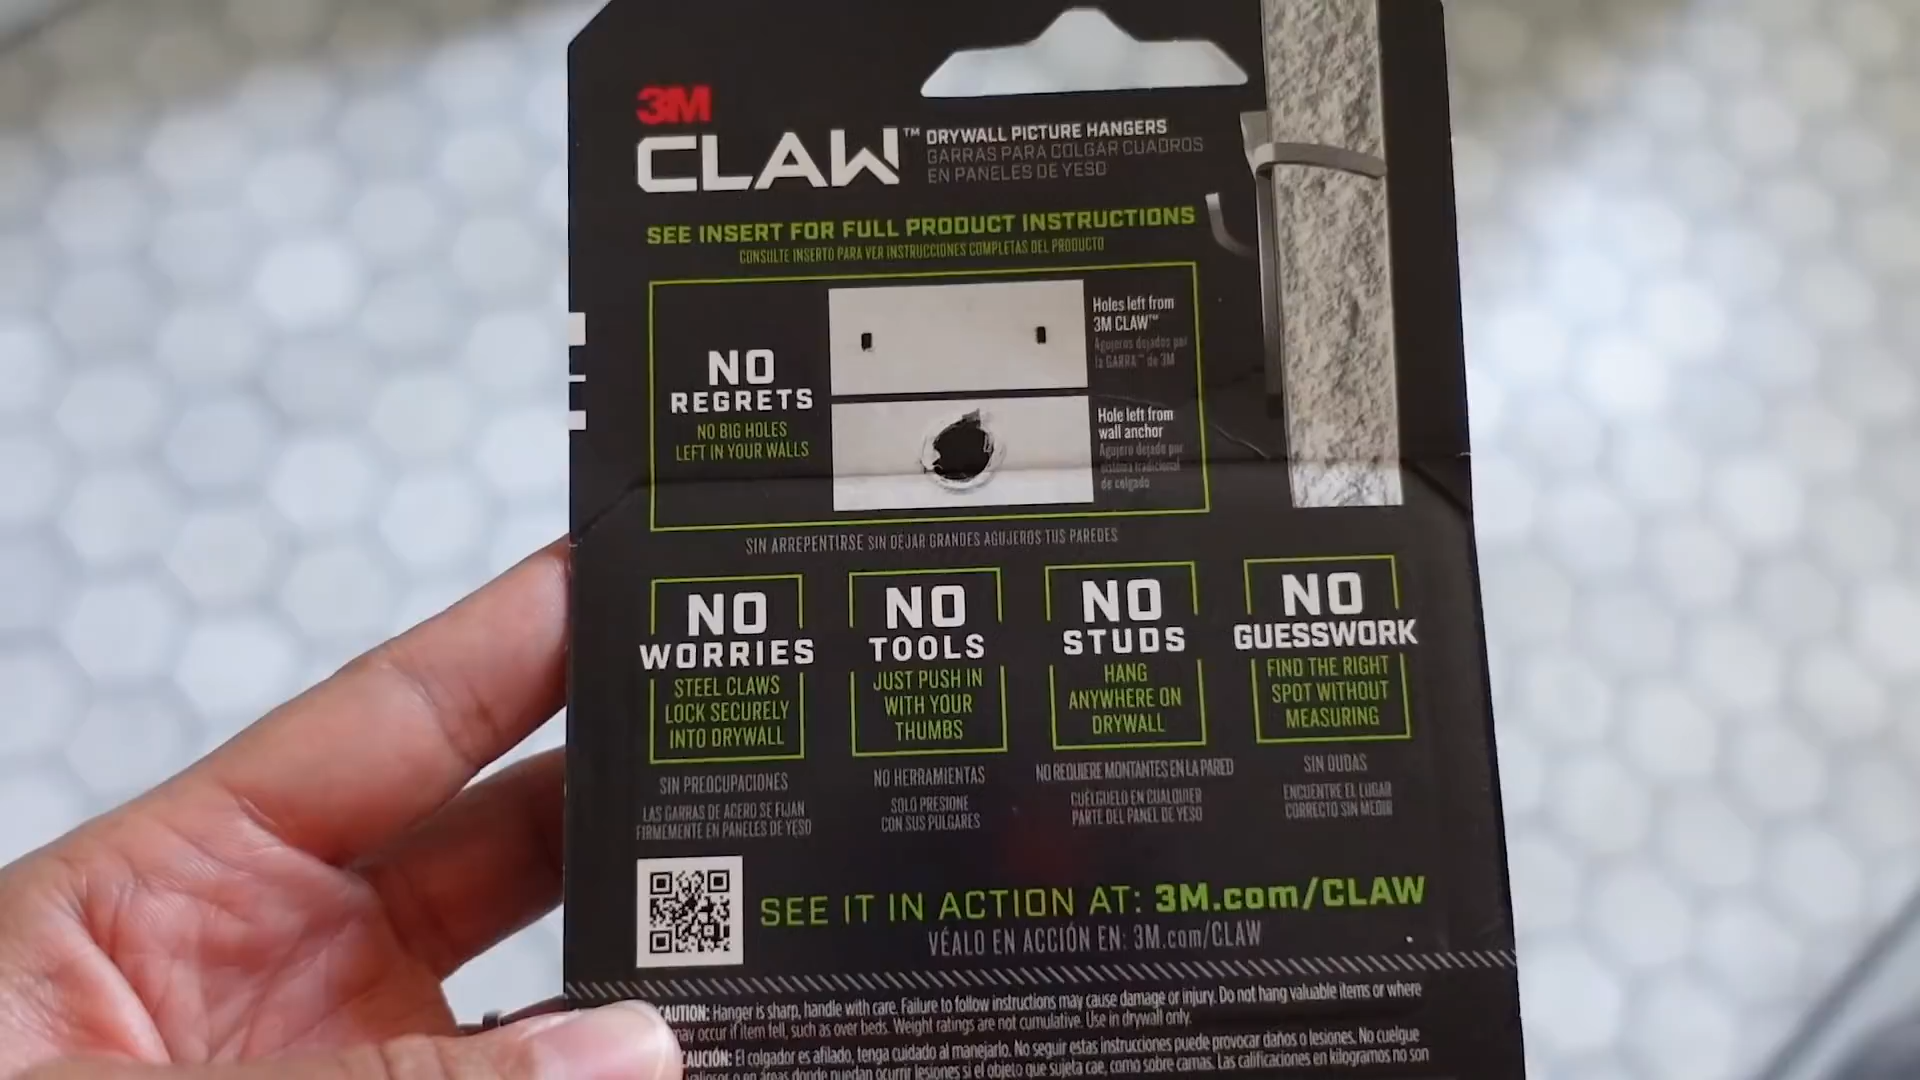 3M
CLAW™
DRYWALL PICTURE HANGERS
GARRAS PARA COLGAR CUADROS
EN PANELES DE YESO
SEE INSERT FOR FULL PRODUCT INSTRUCTIONS
CONSULTE INSERTO PARA VER INSTRUCCIONES COMPLETAS DEL PRODUCTO
NO
REGRETS
NO BIG HOLES
LEFT IN YOUR WALLS
Holes left from
3M CLAW™
Agujeros dejados por
la GARRA™ de 3M
Hole left from
wall anchor
Agujero dejado por
sistema tradicional
de colgado
SIN ARREPENTIRSE SIN DEJAR GRANDES AGUJEROS TUS PAREDES
NO
WORRIES
STEEL CLAWS
LOCK SECURELY
INTO DRYWALL
SIN PREOCUPACIONES
LAS GARRAS DE ACERO SE FIJAN
FIRMEMENTE EN PANELES DE YESO
NO
TOOLS
JUST PUSH IN
WITH YOUR
THUMBS
NO HERRAMIENTAS
SOLO PRESIONE
CON SUS PULGARES
NO
STUDS
HANG
ANYWHERE ON
DRYWALL
NO REQUIERE MONTANTES EN LA PARED
CUÉLGUELO EN CUALQUIER
PARTE DEL PANEL DE YESO
NO
GUESSWORK
FIND THE RIGHT
SPOT WITHOUT
MEASURING
SIN DUDAS
ENCUENTRE EL LUGAR
CORRECTO SIN MEDIR
SEE IT IN ACTION AT: 3M.com/CLAW
VÉALO EN ACCIÓN EN: 3M.com/CLAW
CAUTION: Hanger is sharp, handle with care. Failure to follow instructions may cause damage or injury. Do not hang valuable items or where
may occur if item fell, such as over beds. Weight ratings are not cumulative. Use in drywall only.
CAUCIÓN: El colgador es afilado, tenga cuidado al manejarlo. No seguir estas instrucciones puede provocar daños o lesiones. No cuelgue
valiosos o en áreas donde puedan ocurrir lesiones si el objeto que sujeta cae, como sobre camas. Las calificaciones en kilogramos no son